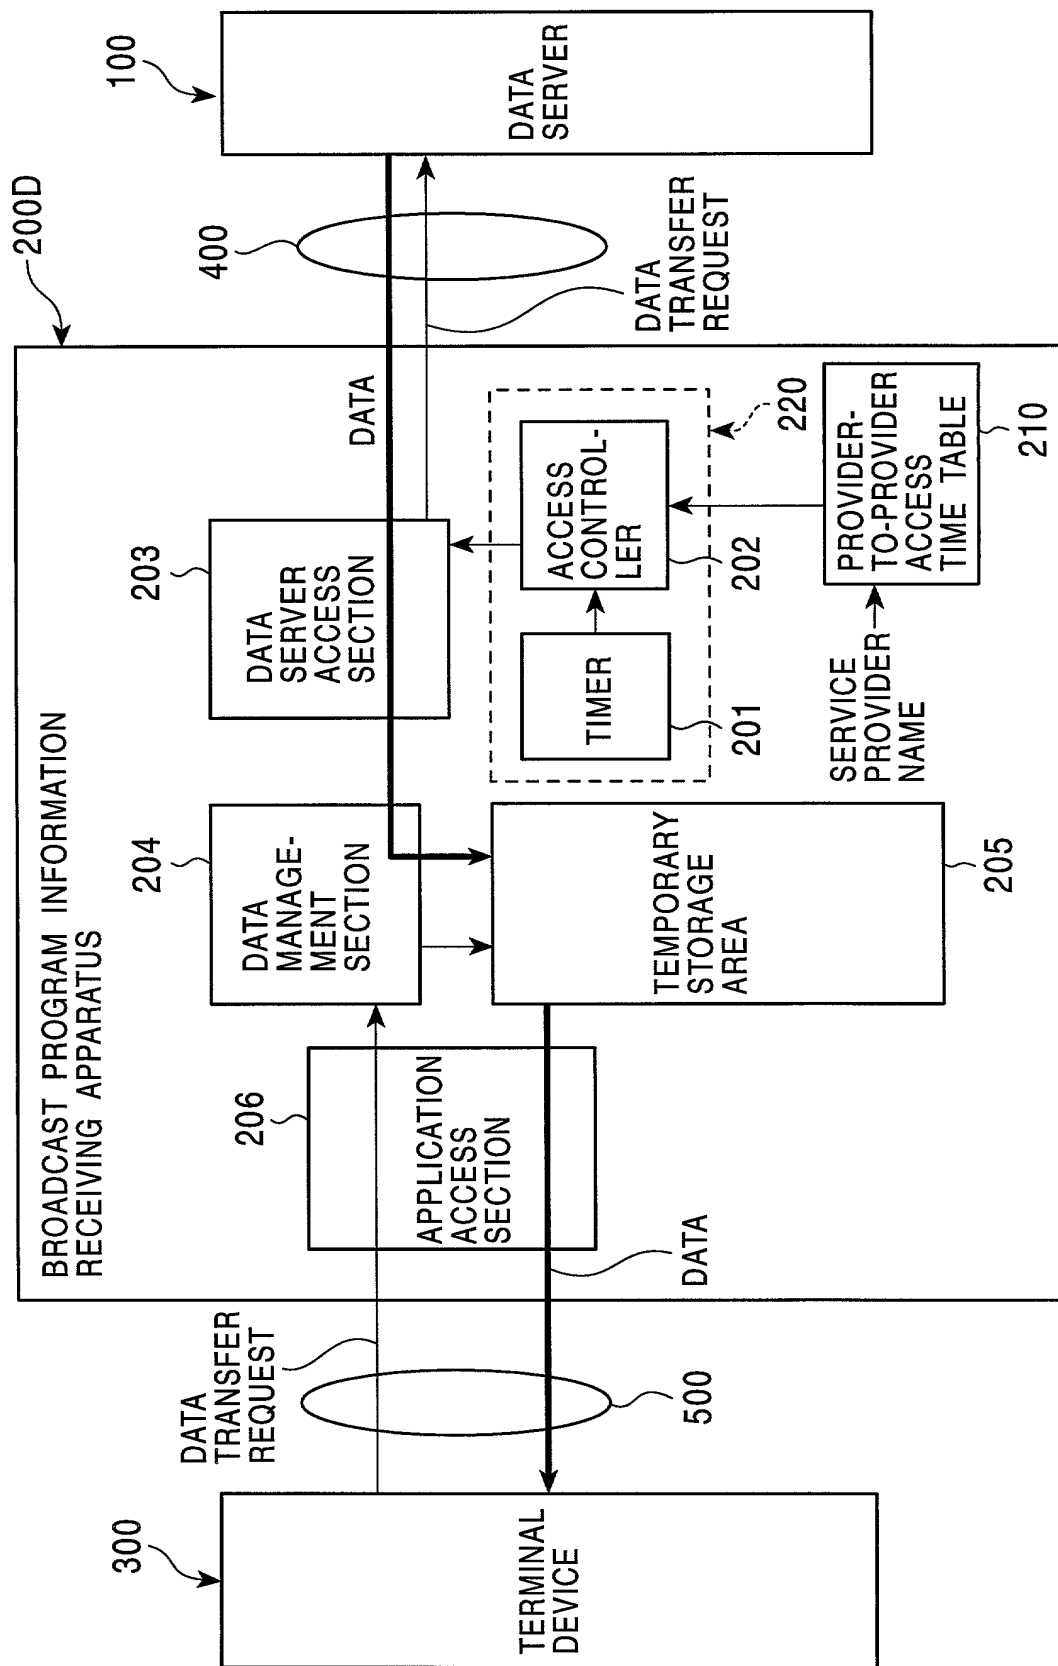 BROADCAST PROGRAM INFORMATION
RECEIVING APPARATUS
200D
300
TERMINAL
DEVICE
DATA
TRANSFER
REQUEST
500
DATA
206
APPLICATION
ACCESS
SECTION
204
DATA
MANAGE-
MENT
SECTION
TEMPORARY
STORAGE
AREA
205
203
DATA
SERVER
ACCESS
SECTION
DATA
TIMER
201
ACCESS
CONTROL-
LER
202
220
SERVICE
PROVIDER
NAME
PROVIDER-
TO-PROVIDER
ACCESS
TIME TABLE
210
400
DATA
TRANSFER
REQUEST
100
DATA
SERVER